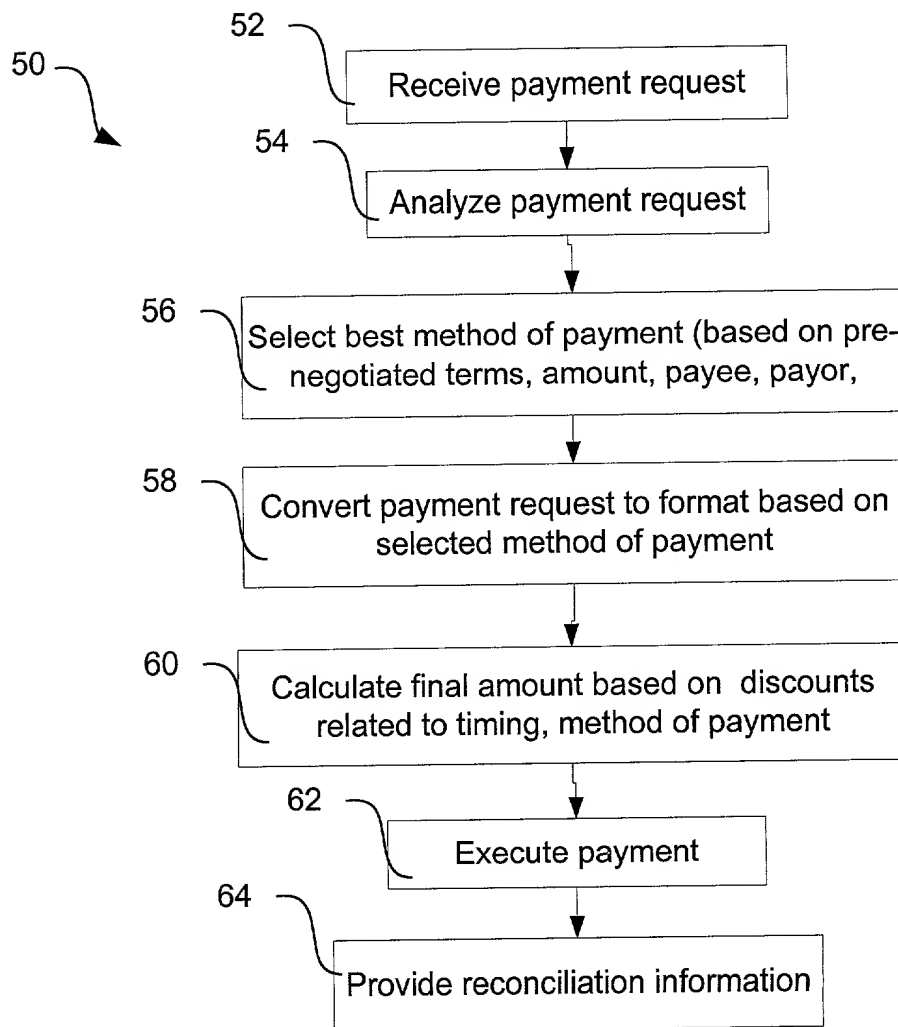 50
52
Receive payment request
54
Analyze payment request
56
Select best method of payment (based on pre-
negotiated terms, amount, payee, payor,
58
Convert payment request to format based on
selected method of payment
60
Calculate final amount based on discounts
related to timing, method of payment
62
Execute payment
64
Provide reconciliation information